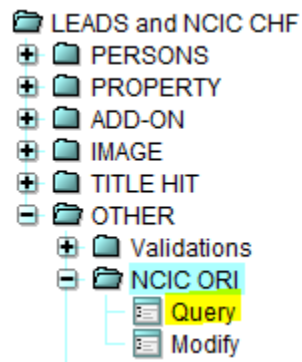 LEADS and NCIC CHF
PERSONS
PROPERTY
ADD-ON
IMAGE
TITLE HIT
OTHER
Validations
NCIC ORI
Query
Modify